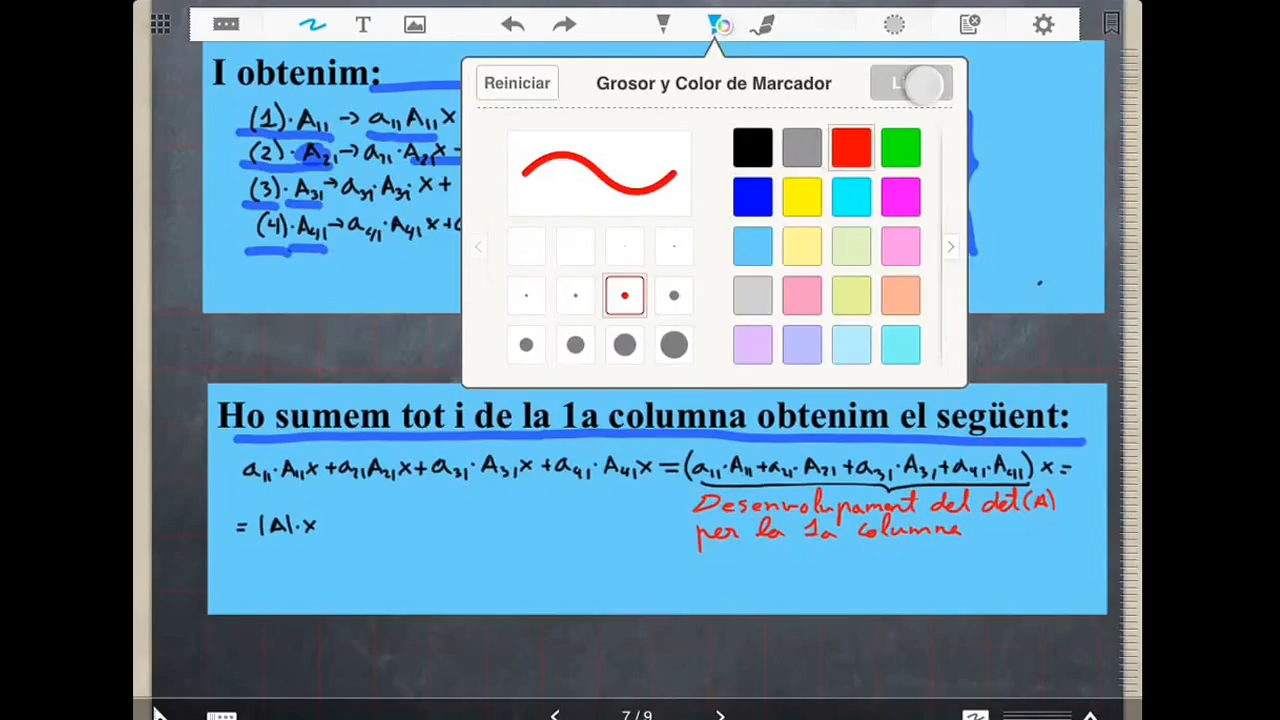 T
I obtenim:
(1)·A₁₁ → a₁₁A₁₁x
(2)·A₂₁→a₂₁·A₂₁x
(3)·A₃₁→a₃₁·A₃₁·x+
(4)·A₄₁→a₄₁·A₄₁x+
Reiniciar
Grosor y Color de Marcador
Ho sumem tot i de la 1a columna obtenim el següent:
a₁₁·A₁₁x+a₂₁A₂₁x+a₃₁·A₃₁x+a₄₁·A₄₁x=(a₁₁·A₁₁+a₂₁·A₂₁+a₃₁·A₃₁+a₄₁·A₄₁)x=
Desenvolupament del det(A)
per la 1a columna
=|A|·x
7/9